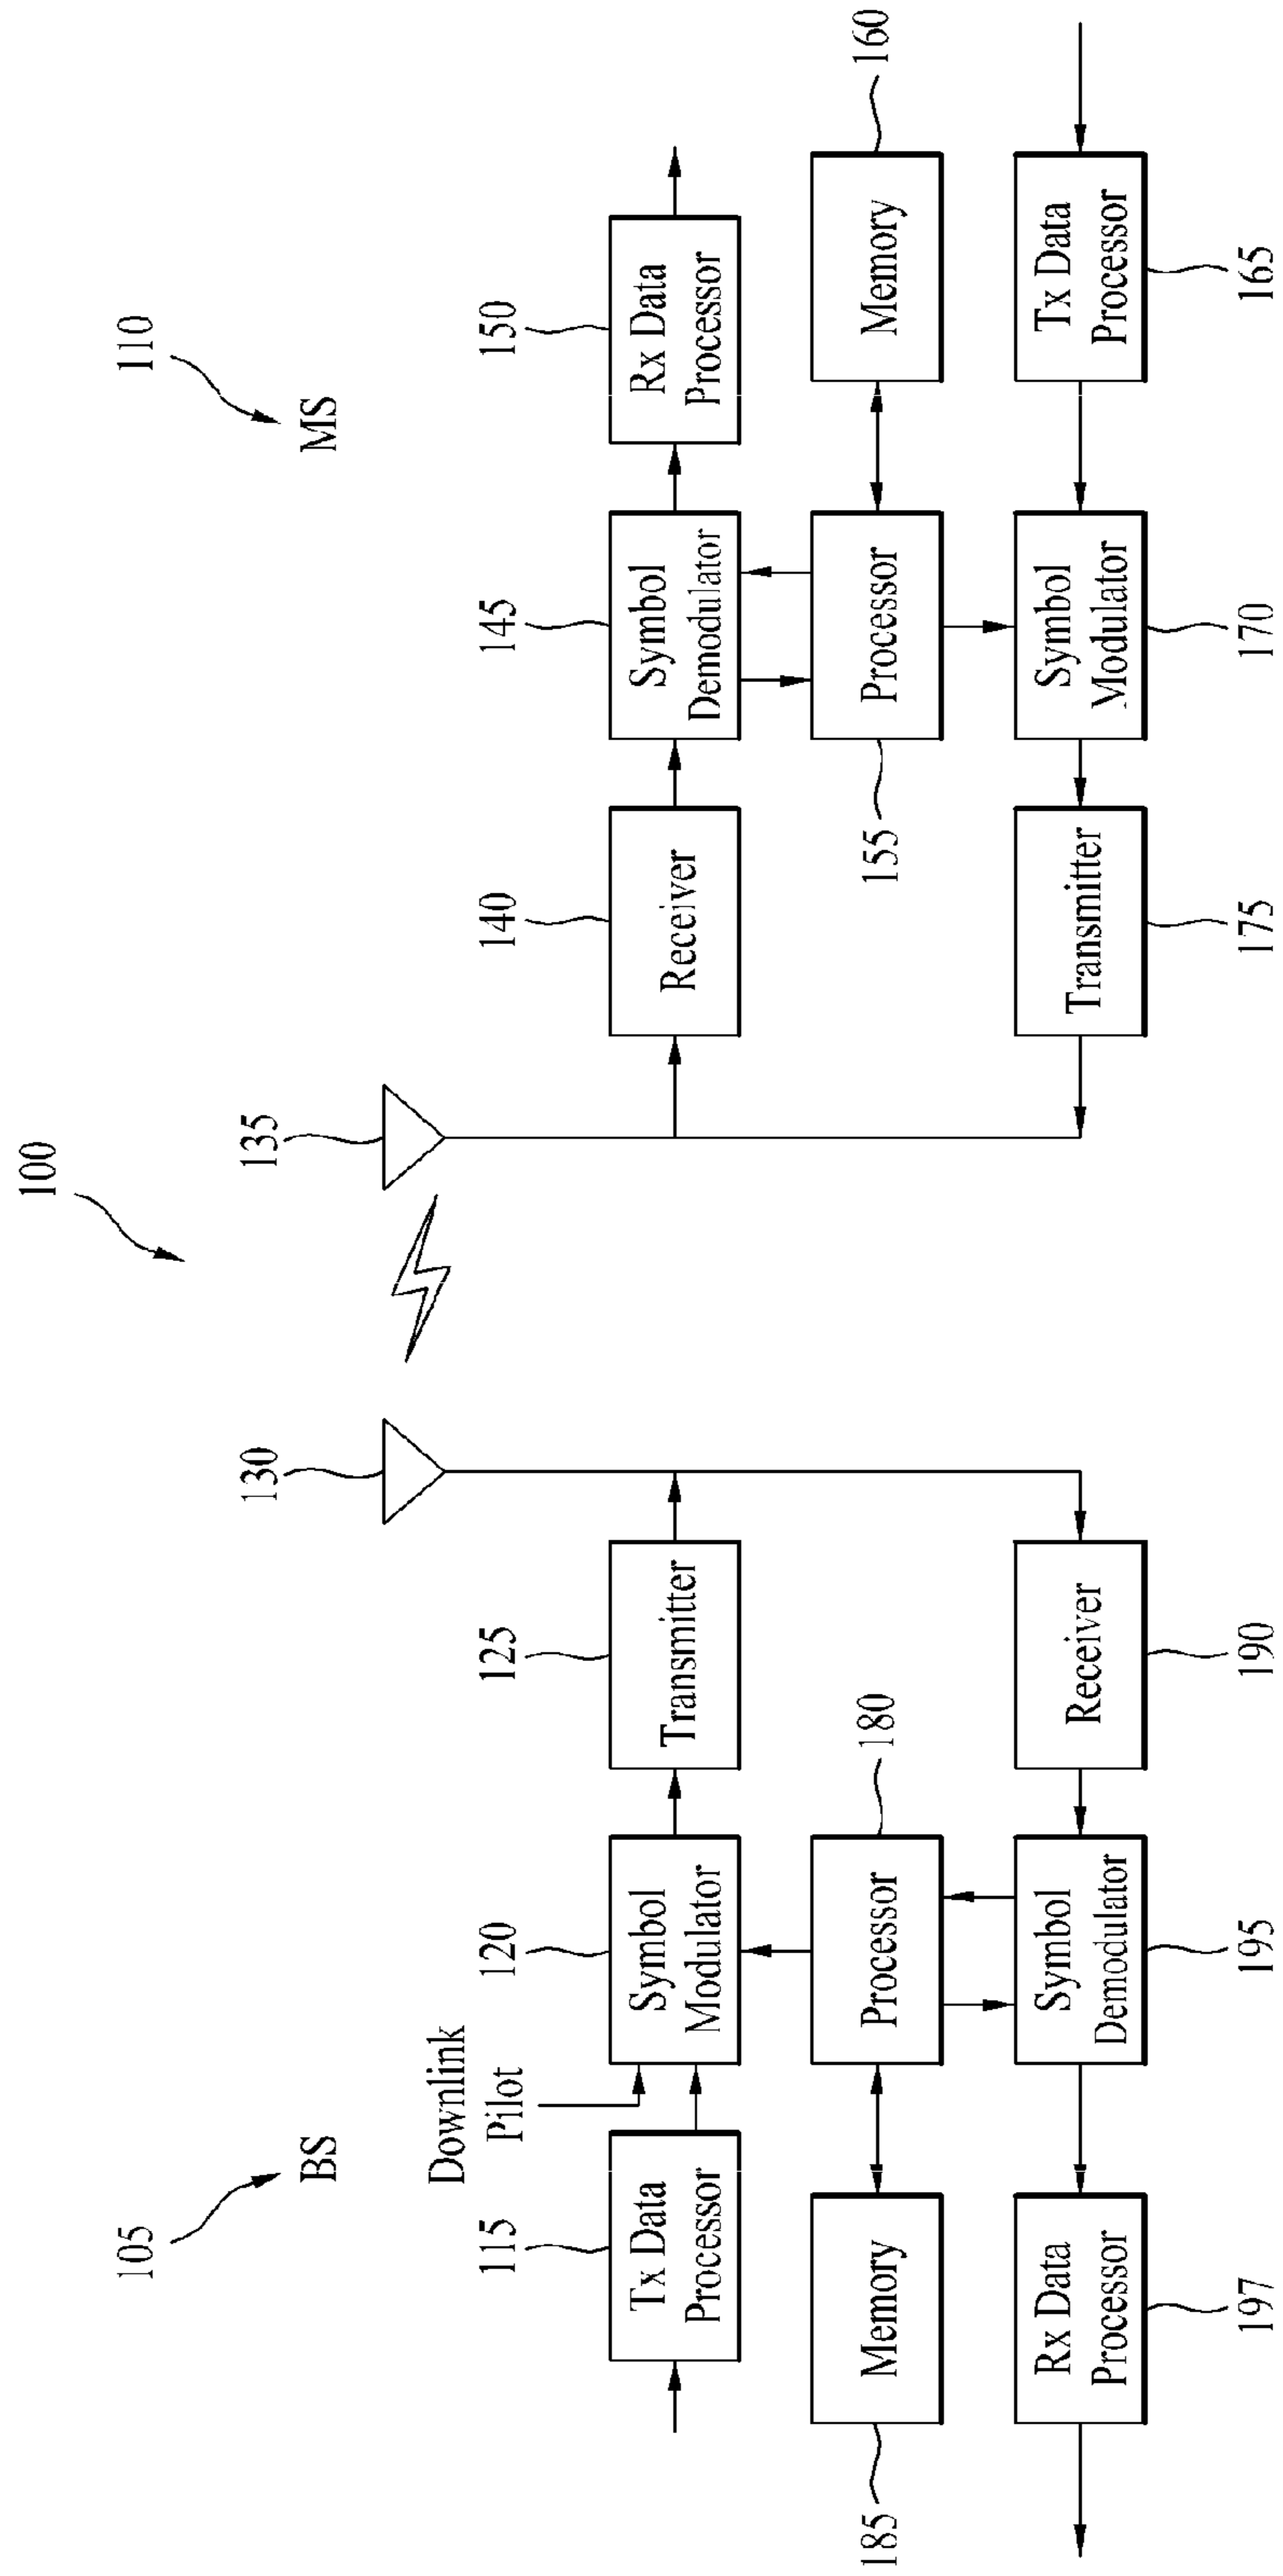 100
105
BS
110
MS
Downlink
Pilot
115
Tx Data
Processor
120
Symbol
Modulator
125
Transmitter
130
135
140
Receiver
145
Symbol
Demodulator
150
Rx Data
Processor
185
Memory
180
Processor
155
Processor
160
Memory
Rx Data
Processor
197
Symbol
Demodulator
195
Receiver
190
Transmitter
175
Symbol
Modulator
170
Tx Data
Processor
165